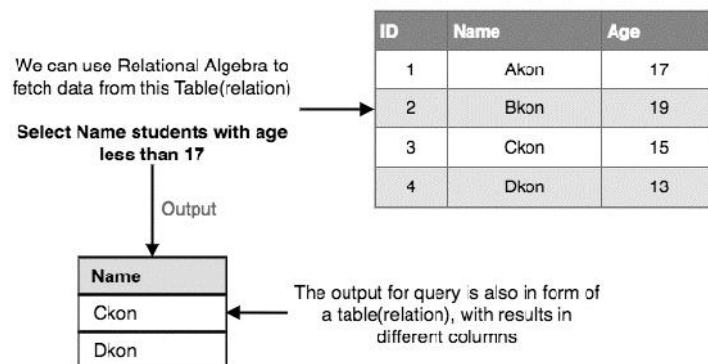 We can use Relational Algebra to
fetch data from this Table(relation)
Select Name students with age
less than 17
ID Name Age
1 Akon 17
2 Bkon 19
3 Ckon 15
4 Dkon 13
Output
Name
Ckon
Dkon
The output for query is also in form of
a table(relation), with results in
different columns